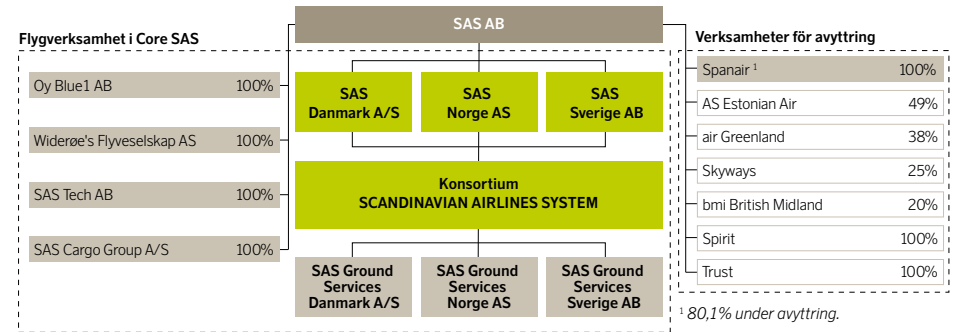 SAS AB
Flygverksamhet i Core SAS
Oy Blue1 AB 100%
Widerøe's Flyveselskap AS 100%
SAS Tech AB 100%
SAS Cargo Group A/S 100%
SAS
Danmark A/S
SAS
Norge AS
SAS
Sverige AB
Konsortium
SCANDINAVIAN AIRLINES SYSTEM
SAS Ground
Services
Danmark A/S
SAS Ground
Services
Norge AS
SAS Ground
Services
Sverige AB
Verksamheter för avyttring
Spanair ¹ 100%
AS Estonian Air 49%
air Greenland 38%
Skyways 25%
bmi British Midland 20%
Spirit 100%
Trust 100%
¹ 80,1% under avyttring.